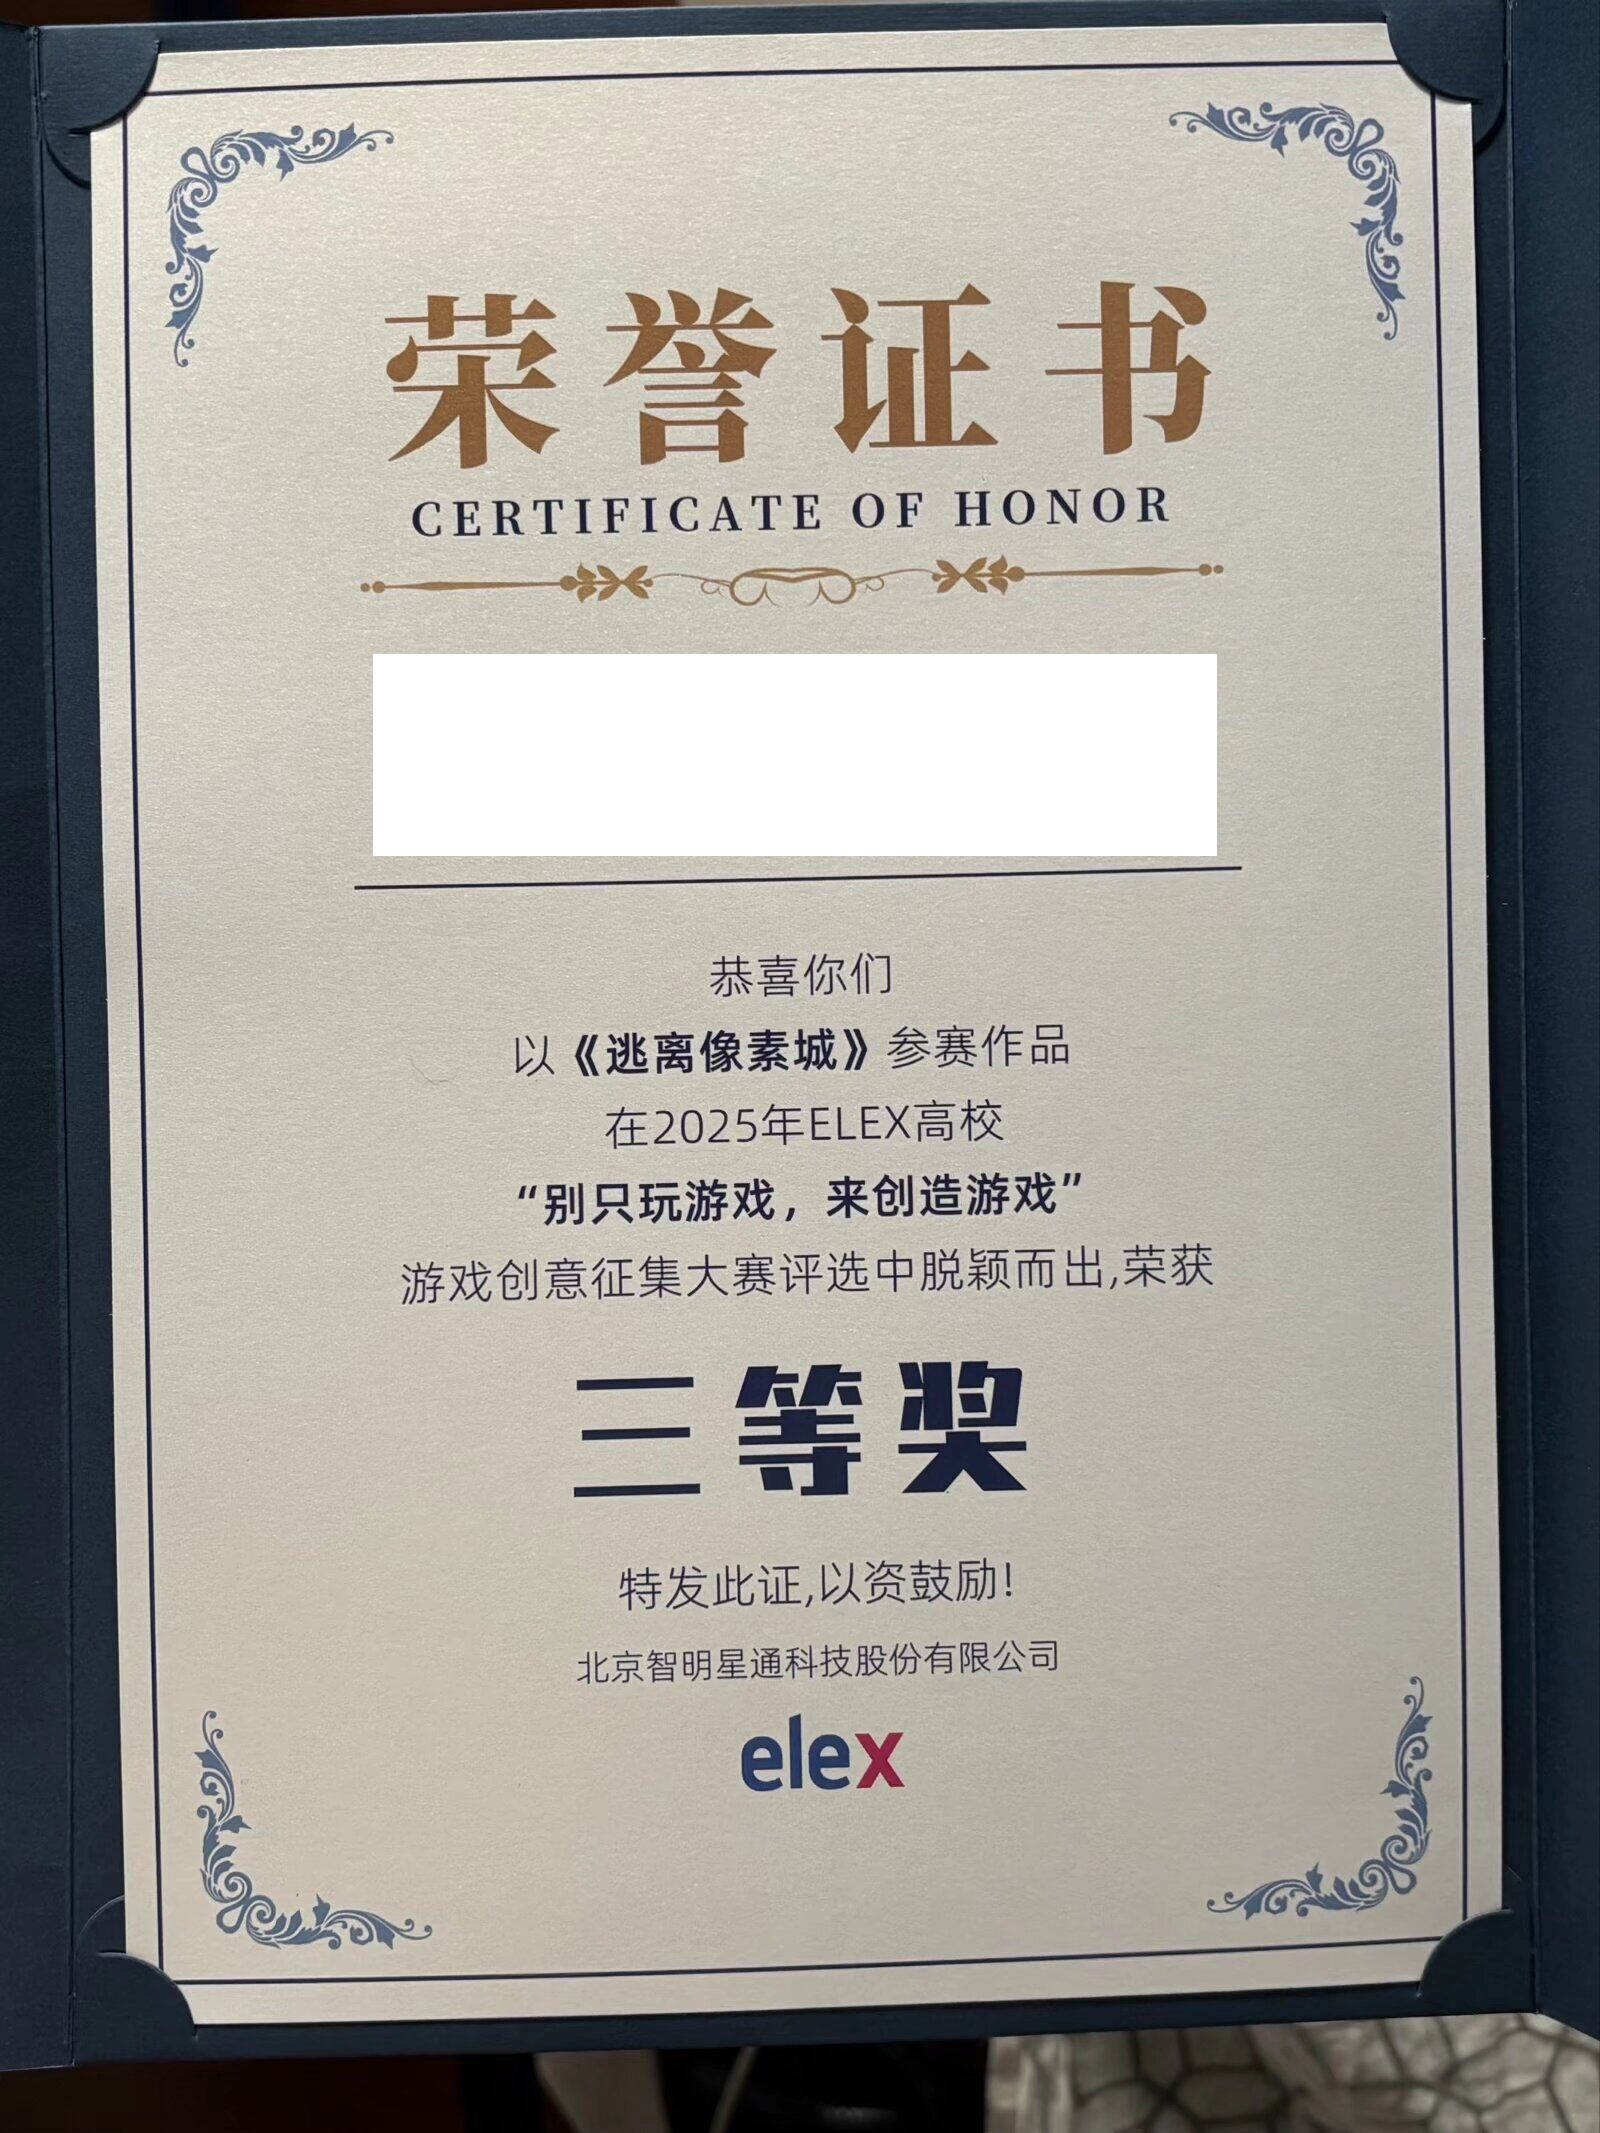 荣誉证书
CERTIFICATE OF HONOR
恭喜你们
以《逃离像素城》参赛作品
在2025年ELEX高校
“别只玩游戏，来创造游戏”
游戏创意征集大赛评选中脱颖而出,荣获
三等奖
特发此证,以资鼓励!
北京智明星通科技股份有限公司
elex